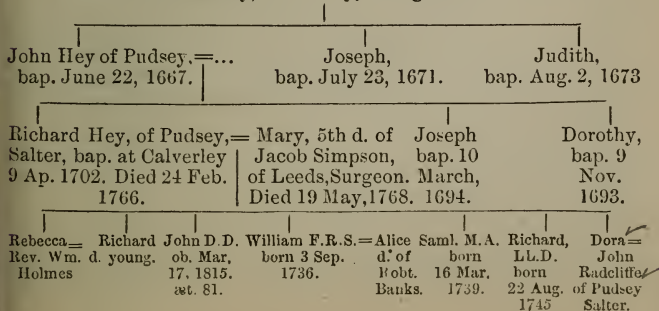 John Hey of Pudsey,=... Joseph, Judith,
bap. June 22, 1667. bap. July 23, 1671. bap. Aug. 2, 1673
Richard Hey, of Pudsey,= Mary, 5th d. of Joseph Dorothy,
Salter, bap. at Calverley Jacob Simpson, bap. 10 bap. 9
9 Ap. 1702. Died 24 Feb. of Leeds,Surgeon. March, Nov.
1766. Died 19 May,1768. 1694. 1693.
Rebecca= Richard John D.D. William F.R.S.=Alice Saml. M.A. Richard, Dora=
Rev. Wm. d. young. ob. Mar, born 3 Sep. d. of born LL.D. John
Holmes 17, 1815. 1736. Robt. 16 Mar. born Radcliffe
æt. 81. Banks. 1739. 22 Aug. of Pudsey
1745 Salter.